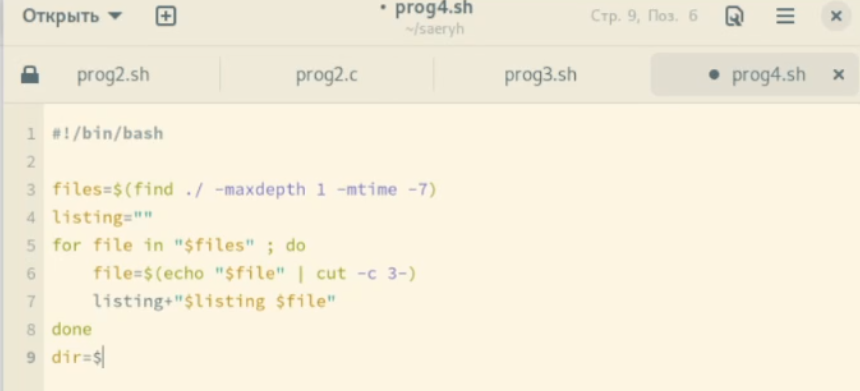 Открыть
• prog4.sh
~/saeryh
Стр. 9, Поз. 6
prog2.sh
prog2.c
prog3.sh
● prog4.sh
1 #!/bin/bash
2
3 files=$(find ./ -maxdepth 1 -mtime -7)
4 listing=""
5 for file in "$files" ; do
6     file=$(echo "$file" | cut -c 3-)
7     listing+"$listing $file"
8 done
9 dir=$